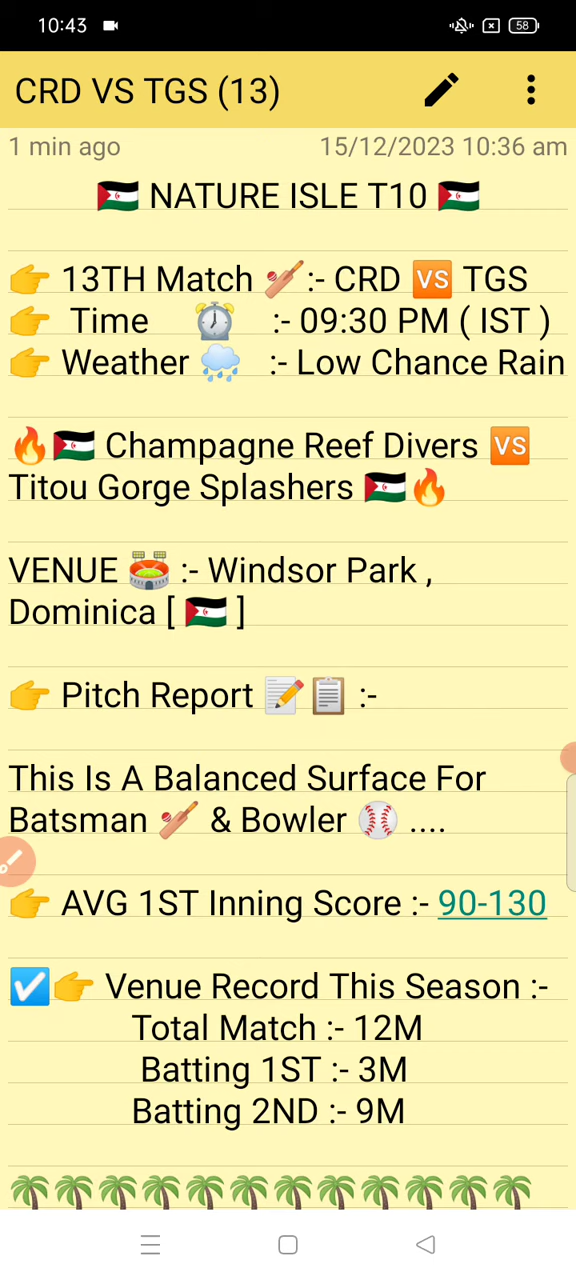 10:43
58
CRD VS TGS (13)
1 min ago 15/12/2023 10:36 am
🇪🇭 NATURE ISLE T10 🇪🇭
👉 13TH Match 🏏:- CRD 🆚 TGS
👉 Time ⏰ :- 09:30 PM ( IST )
👉 Weather 🌧️ :- Low Chance Rain
🔥🇪🇭 Champagne Reef Divers 🆚
Titou Gorge Splashers 🇪🇭🔥
VENUE 🏟️ :- Windsor Park ,
Dominica [ 🇪🇭 ]
👉 Pitch Report 📝📋 :-
This Is A Balanced Surface For
Batsman 🏏 & Bowler ⚾ ....
👉 AVG 1ST Inning Score :- 90-130
☑️👉 Venue Record This Season :-
Total Match :- 12M
Batting 1ST :- 3M
Batting 2ND :- 9M
🌴🌴🌴🌴🌴🌴🌴🌴🌴🌴🌴🌴